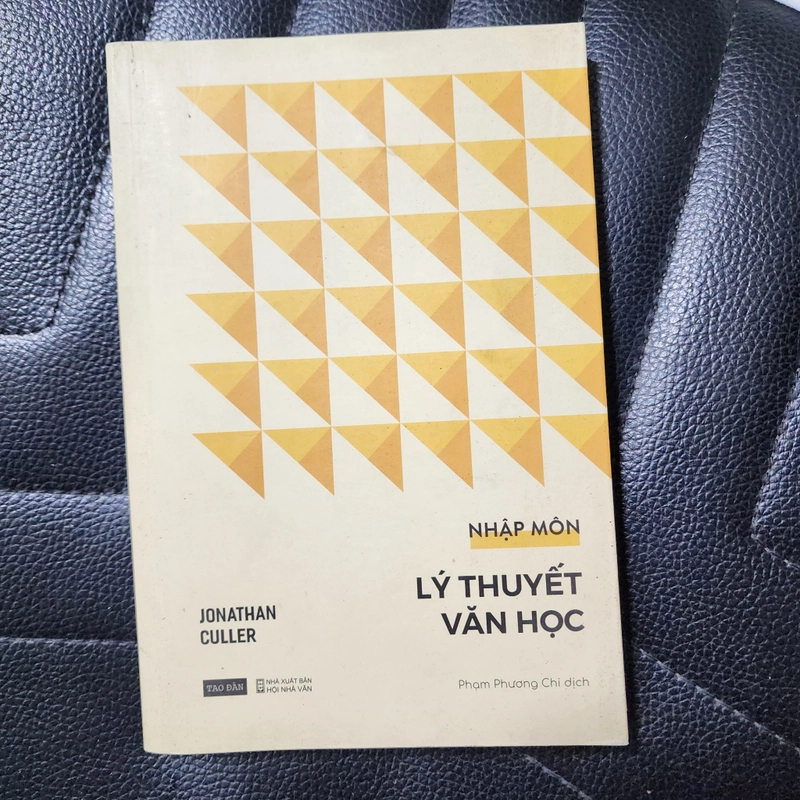 NHẬP MÔN
LÝ THUYẾT
VĂN HỌC
JONATHAN
CULLER
TAO ĐÀN
NHÀ XUẤT BẢN
HỘI NHÀ VĂN
Phạm Phương Chi dịch